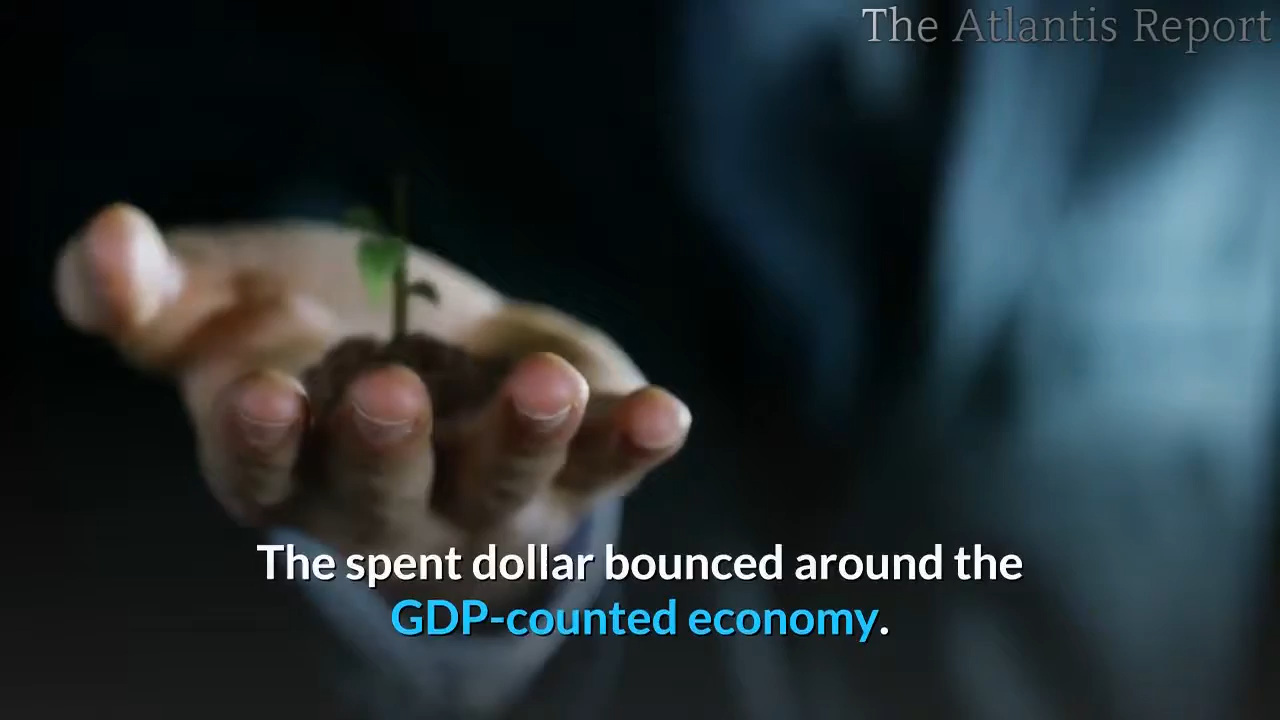 The Atlantis Report
The spent dollar bounced around the
GDP-counted economy.